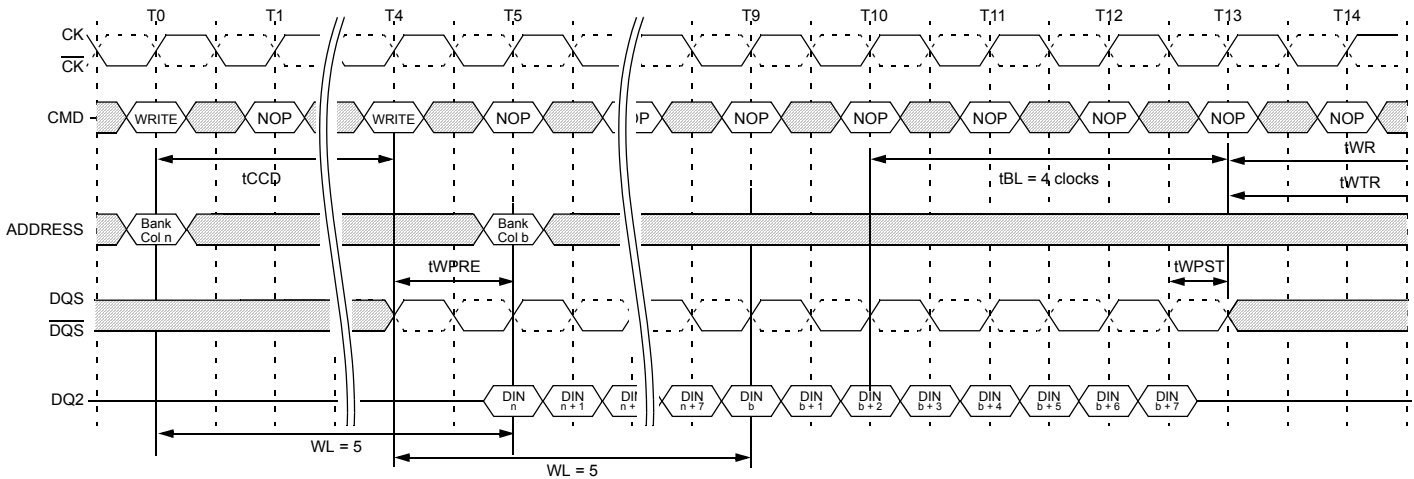 T0 T1 T4 T5 T9 T10 T11 T12 T13 T14
CK
CK
CMD WRITE NOP WRITE NOP NOP NOP NOP NOP NOP NOP
tCCD tBL = 4 clocks tWR
tWTR
ADDRESS Bank Col n Bank Col b
tWPRE tWPST
DQS
DQS
DQ2 DIN n DIN n + 1 DIN n + 7 DIN b DIN b + 1 DIN b + 2 DIN b + 3 DIN b + 4 DIN b + 5 DIN b + 6 DIN b + 7
WL = 5
WL = 5